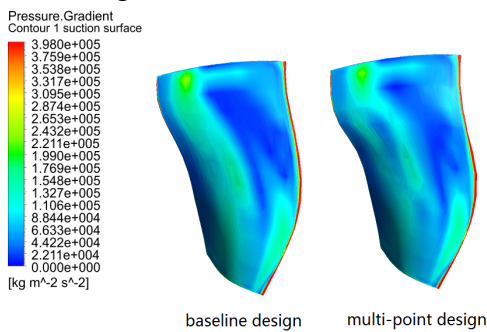 Pressure.Gradient
Contour 1 suction surface
3.980e+005
3.759e+005
3.538e+005
3.317e+005
3.095e+005
2.874e+005
2.653e+005
2.432e+005
2.211e+005
1.990e+005
1.769e+005
1.548e+005
1.327e+005
1.106e+005
8.844e+004
6.633e+004
4.422e+004
2.211e+004
0.000e+000
[kg m^-2 s^-2]
baseline design
multi-point design